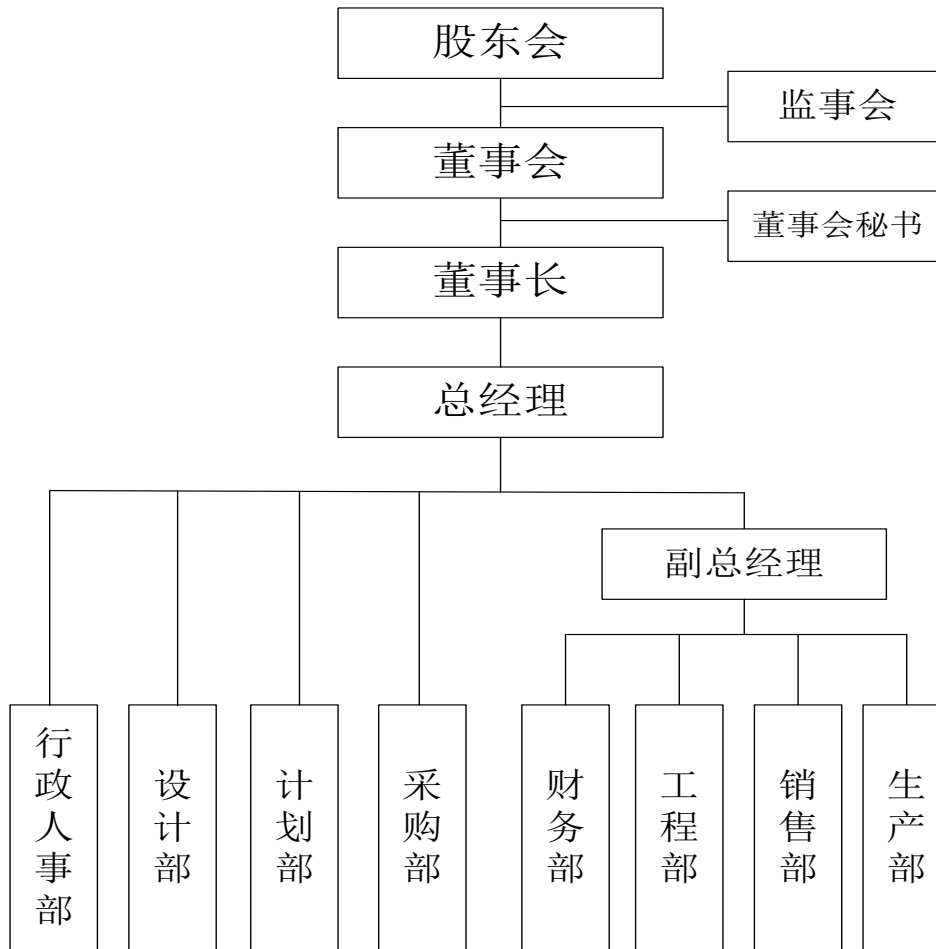 股东会
监事会
董事会
董事会秘书
董事长
总经理
副总经理
行政人事部
设计部
计划部
采购部
财务部
工程部
销售部
生产部